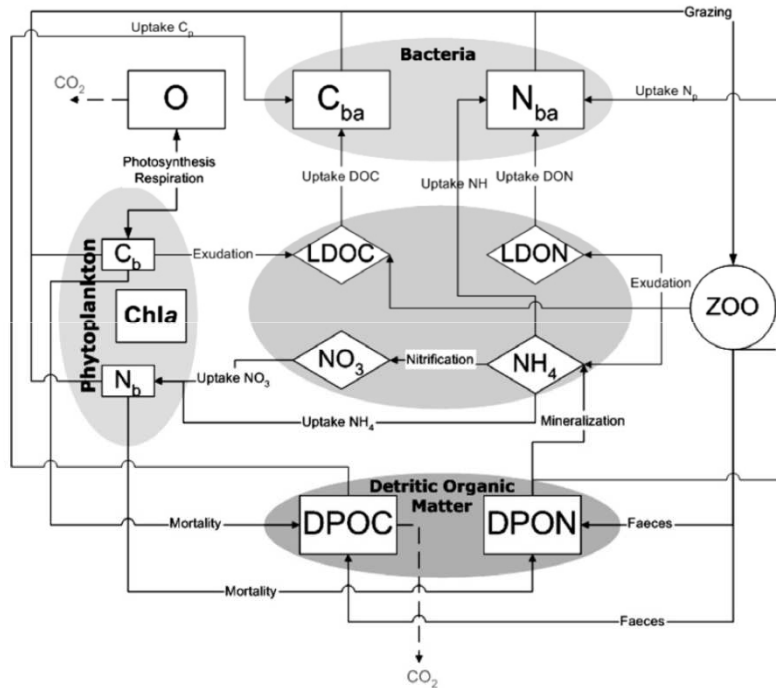 Grazing
Uptake Cp
Bacteria
CO2
O
Cba
Nba
Uptake Np
Photosynthesis
Respiration
Uptake DOC
Uptake NH
Uptake DON
Phytoplankton
Cb
Exudation
LDOC
LDON
Exudation
ZOO
Chla
NO3
Nitrification
NH4
Nb
Uptake NO3
Uptake NH4
Mineralization
Detritic Organic
Matter
Mortality
DPOC
DPON
Faeces
Mortality
Faeces
CO2